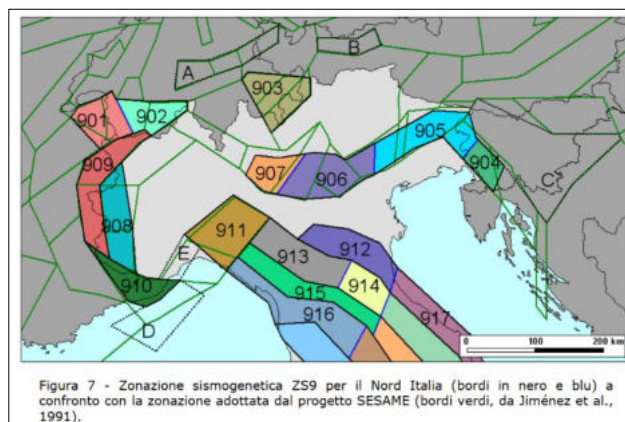 A
B
903
901
902
905
909
904
907
906
C
908
911
912
E
913
910
914
915
917
916
D
0 100 200 km
Figura 7 - Zonazione sismogenetica ZS9 per il Nord Italia (bordi in nero e blu) a
confronto con la zonazione adottata dal progetto SESAME (bordi verdi, da Jiménez et al.,
1991).